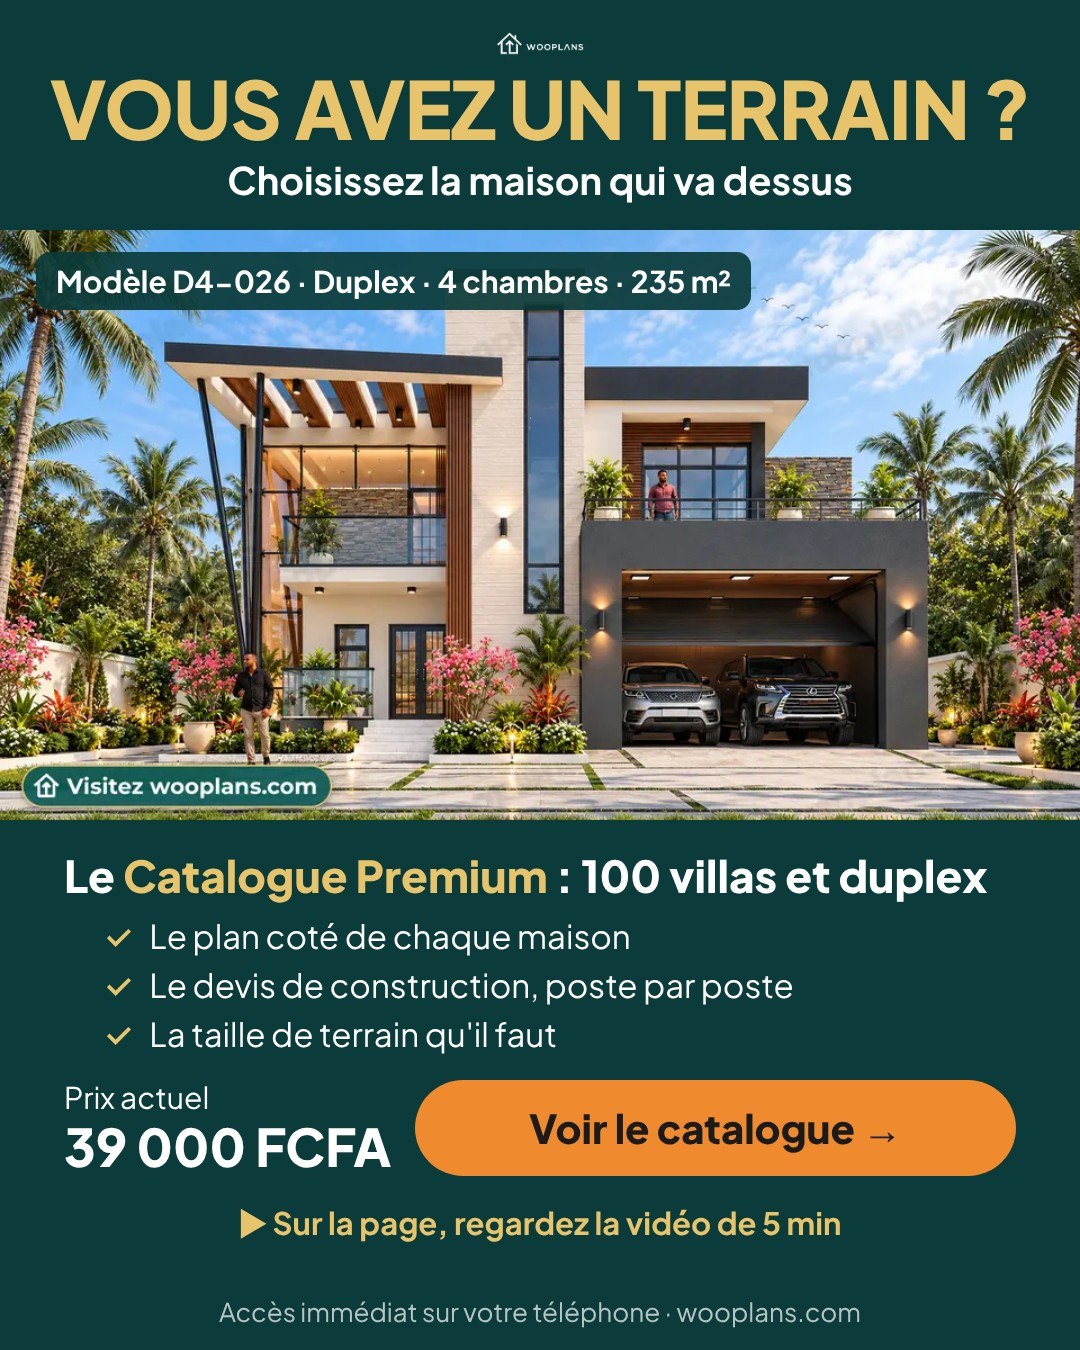 WOOPLANS
VOUS AVEZ UN TERRAIN ?
Choisissez la maison qui va dessus
Modèle D4-026 · Duplex · 4 chambres · 235 m²
Visitez wooplans.com
Le Catalogue Premium : 100 villas et duplex
✓ Le plan coté de chaque maison
✓ Le devis de construction, poste par poste
✓ La taille de terrain qu'il faut
Prix actuel
39 000 FCFA
Voir le catalogue →
▶ Sur la page, regardez la vidéo de 5 min
Accès immédiat sur votre téléphone · wooplans.com